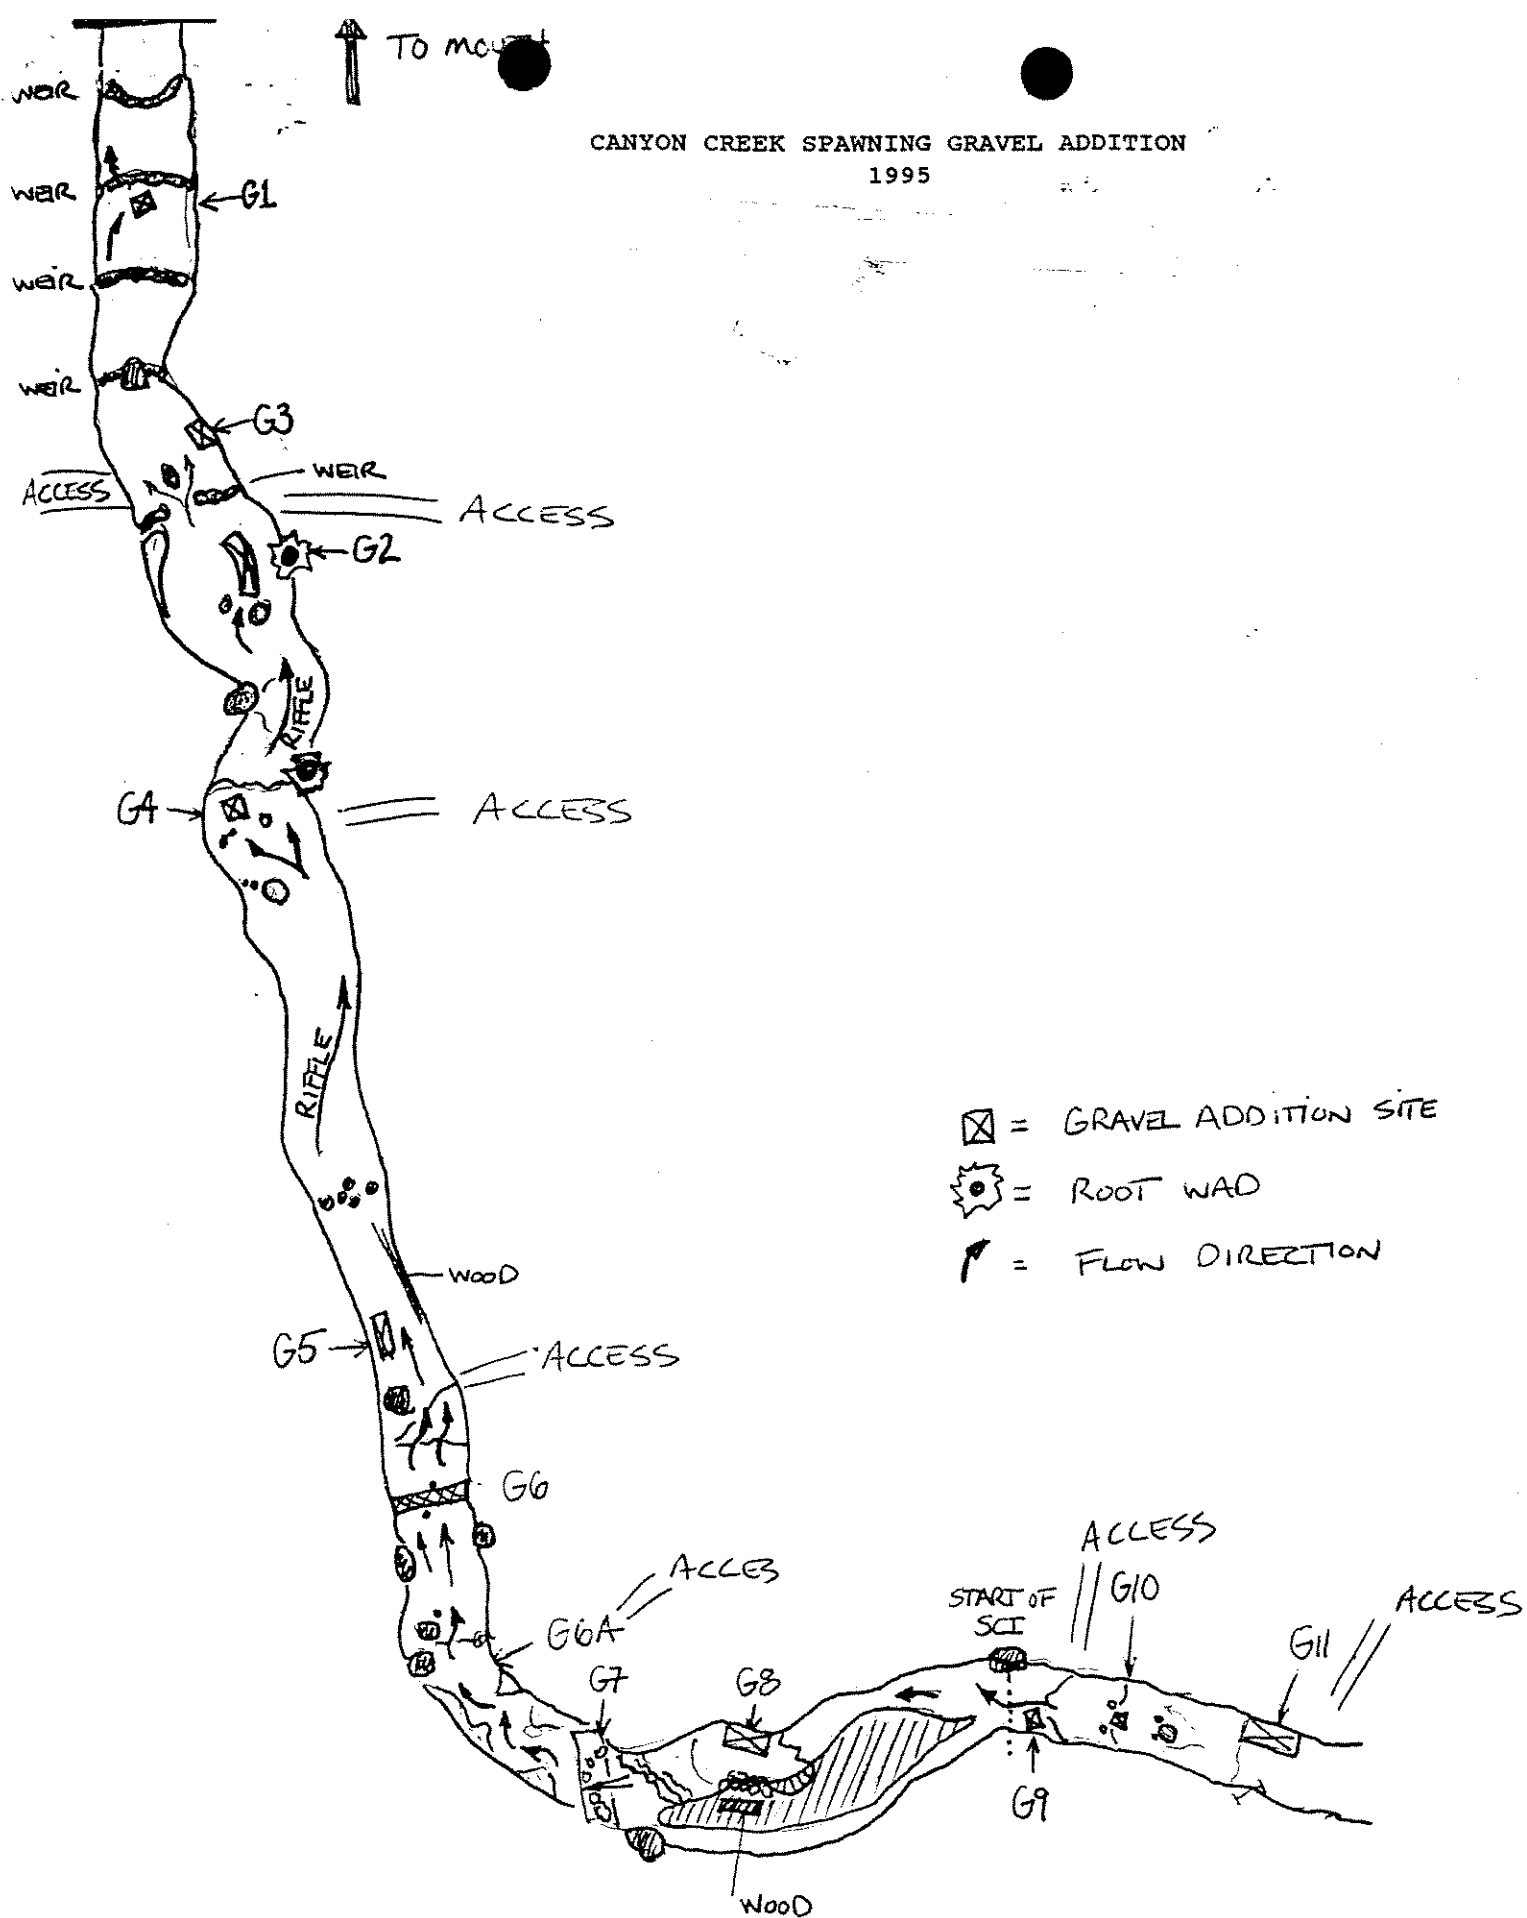 TO MOUTH
WEIR
CANYON CREEK SPAWNING GRAVEL ADDITION
1995
WEIR
G1
WEIR
WEIR
G3
WEIR
ACCESS
ACCESS
G2
RIFFLE
G4
ACCESS
RIFFLE
= GRAVEL ADDITION SITE
= ROOT WAD
= FLOW DIRECTION
WOOD
G5
ACCESS
G6
ACCESS
ACCES
G10
START OF
SCI
ACCESS
G6A
G11
G7
G8
G9
WOOD